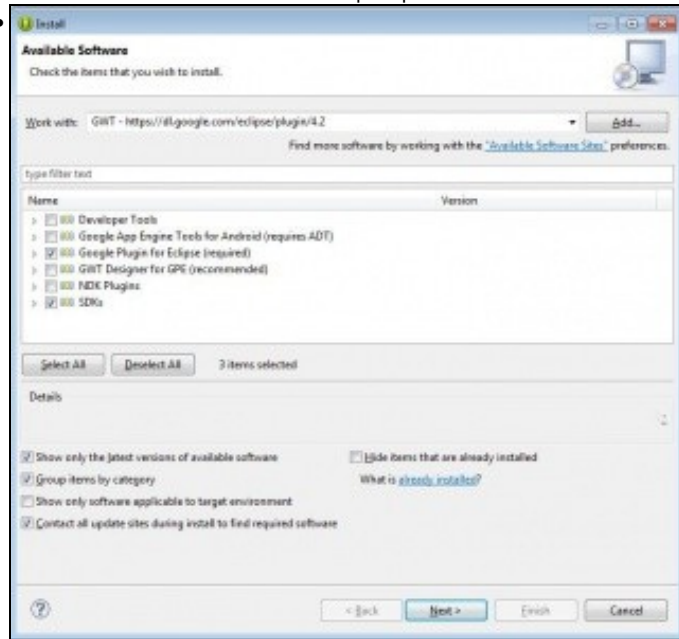 Install
Available Software
Check the items that you wish to install.
Work with: GWT - https://dl.google.com/eclipse/plugin/4.2 Add...
Find more software by working with the "Available Software Sites" preferences.
type filter text
Name Version
Developer Tools
Google App Engine Tools for Android (requires ADT)
Google Plugin for Eclipse (required)
GWT Designer for GPE (recommended)
NDK Plugins
SDKs
Select All Deselect All 3 items selected
Details
Show only the latest versions of available software Hide items that are already installed
Group items by category What is already installed?
Show only software applicable to target environment
Contact all update sites during install to find required software
< Back Next > Finish Cancel